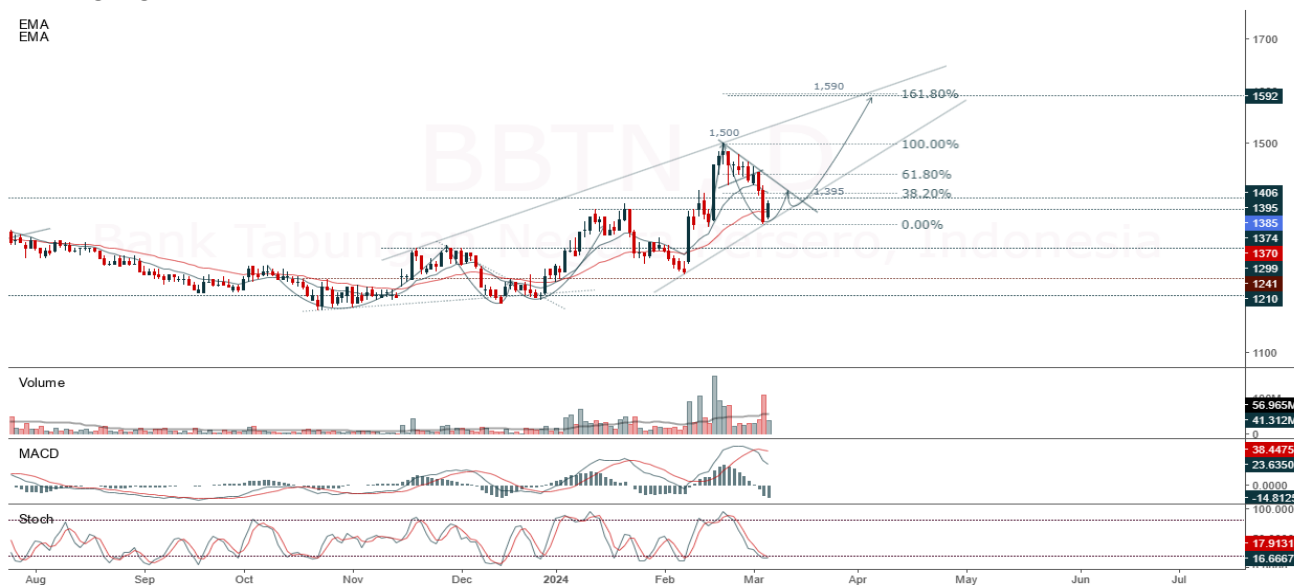 EMA
EMA
BBTN D
Bank Tabungan Negara (Persero) Indonesia
1700
1,590
161.80%
1592
1,500
1500
100.00%
61.80%
1,395
38.20%
0.00%
1406
1395
1385
1374
1370
1299
1241
1210
1100
Volume
56.965M
41.312M
0
MACD
38.4475
23.6350
0.0000
-14.8125
Stoch
100.000
17.9131
16.6667
Aug Sep Oct Nov Dec 2024 Feb Mar Apr May Jun Jul